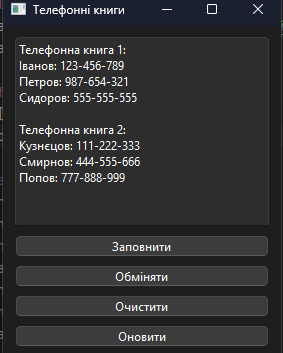 Телефонні книги
Телефонна книга 1:
Іванов: 123-456-789
Петров: 987-654-321
Сидоров: 555-555-555
Телефонна книга 2:
Кузнєцов: 111-222-333
Смирнов: 444-555-666
Попов: 777-888-999
Заповнити
Обміняти
Очистити
Оновити